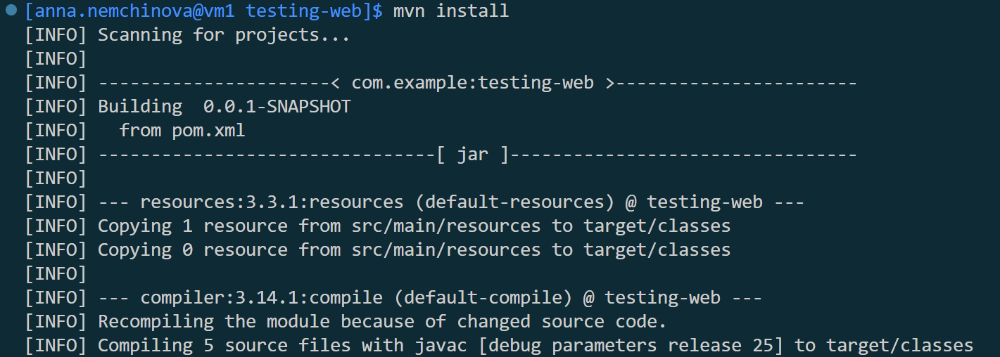 [anna.nemchinova@vm1 testing-web]$ mvn install
[INFO] Scanning for projects...
[INFO]
[INFO] ----------------------< com.example:testing-web >-----------------------
[INFO] Building  0.0.1-SNAPSHOT
[INFO]   from pom.xml
[INFO] --------------------------------[ jar ]---------------------------------
[INFO]
[INFO] --- resources:3.3.1:resources (default-resources) @ testing-web ---
[INFO] Copying 1 resource from src/main/resources to target/classes
[INFO] Copying 0 resource from src/main/resources to target/classes
[INFO]
[INFO] --- compiler:3.14.1:compile (default-compile) @ testing-web ---
[INFO] Recompiling the module because of changed source code.
[INFO] Compiling 5 source files with javac [debug parameters release 25] to target/classes